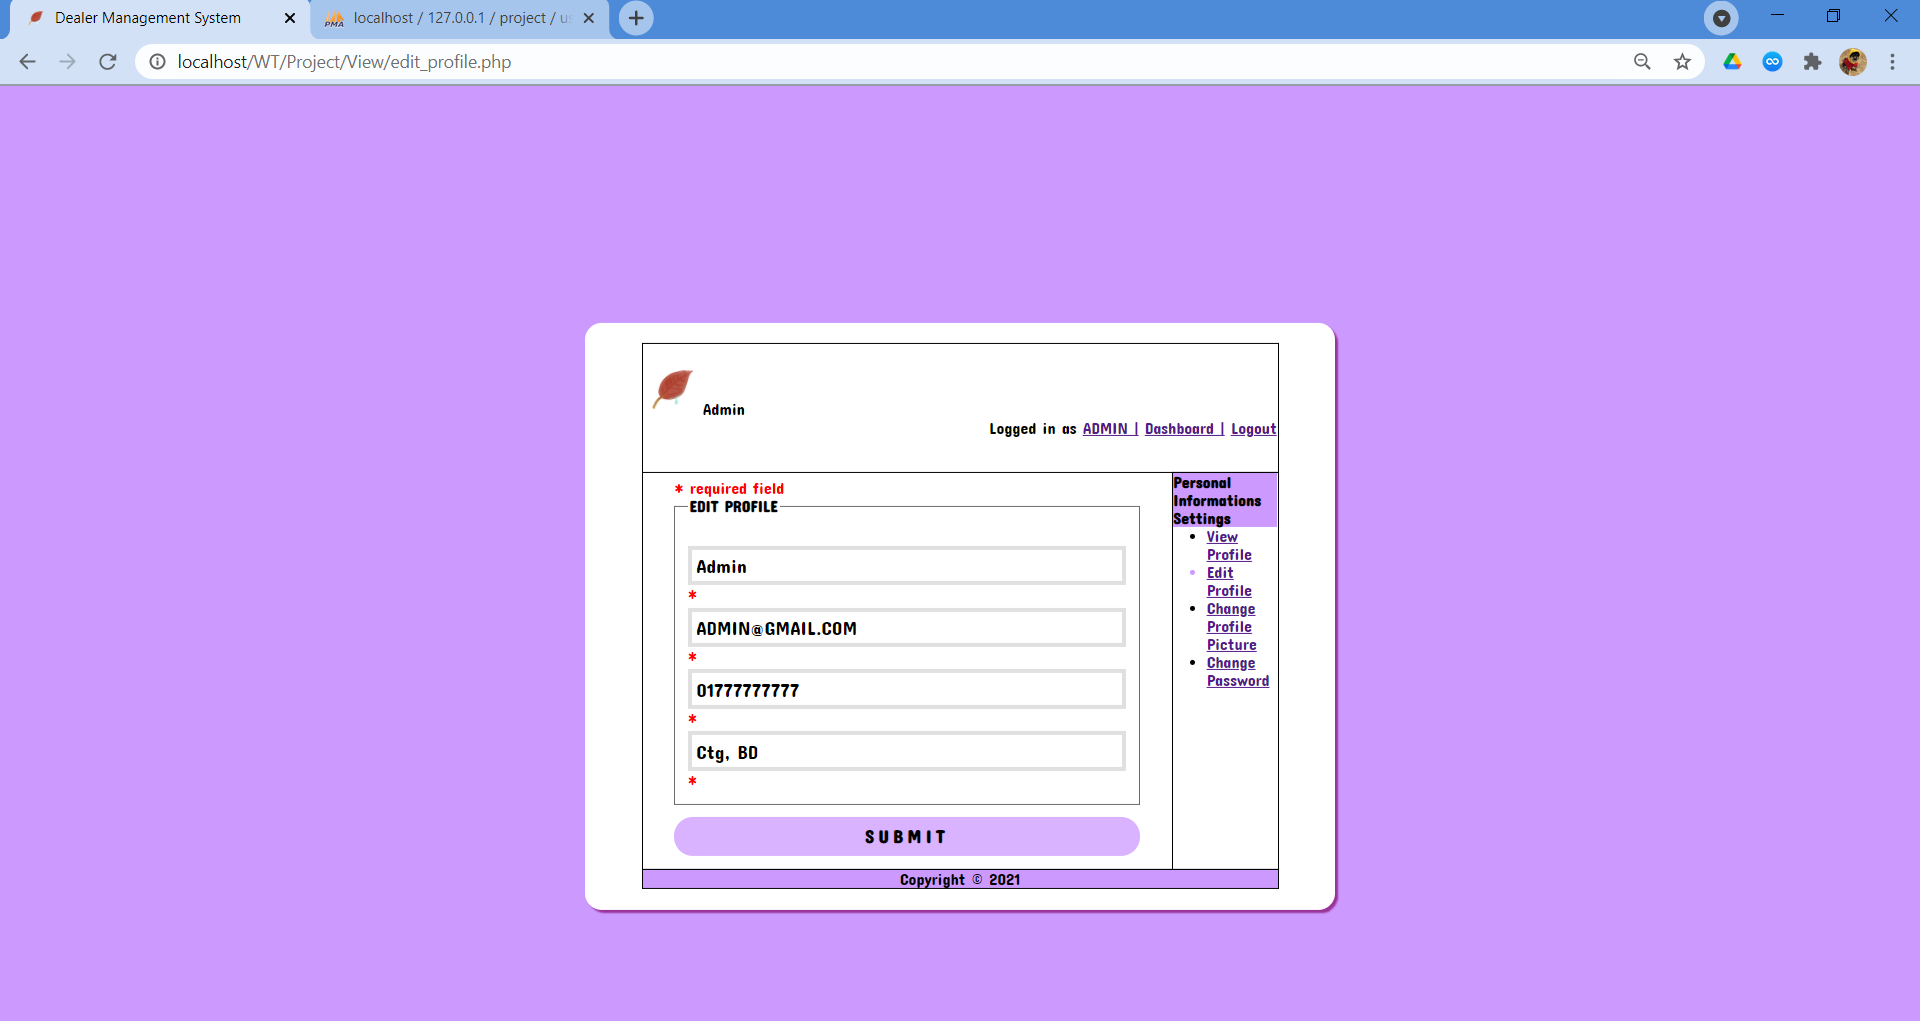 Dealer Management System
localhost / 127.0.0.1 / project / us
localhost/WT/Project/View/edit_profile.php
Admin
Logged in as ADMIN | Dashboard | Logout
* required field
EDIT PROFILE
Admin
*
ADMIN@GMAIL.COM
*
01777777777
*
Ctg, BD
*
SUBMIT
Personal
Informations
Settings
View
Profile
Edit
Profile
Change
Profile
Picture
Change
Password
Copyright © 2021